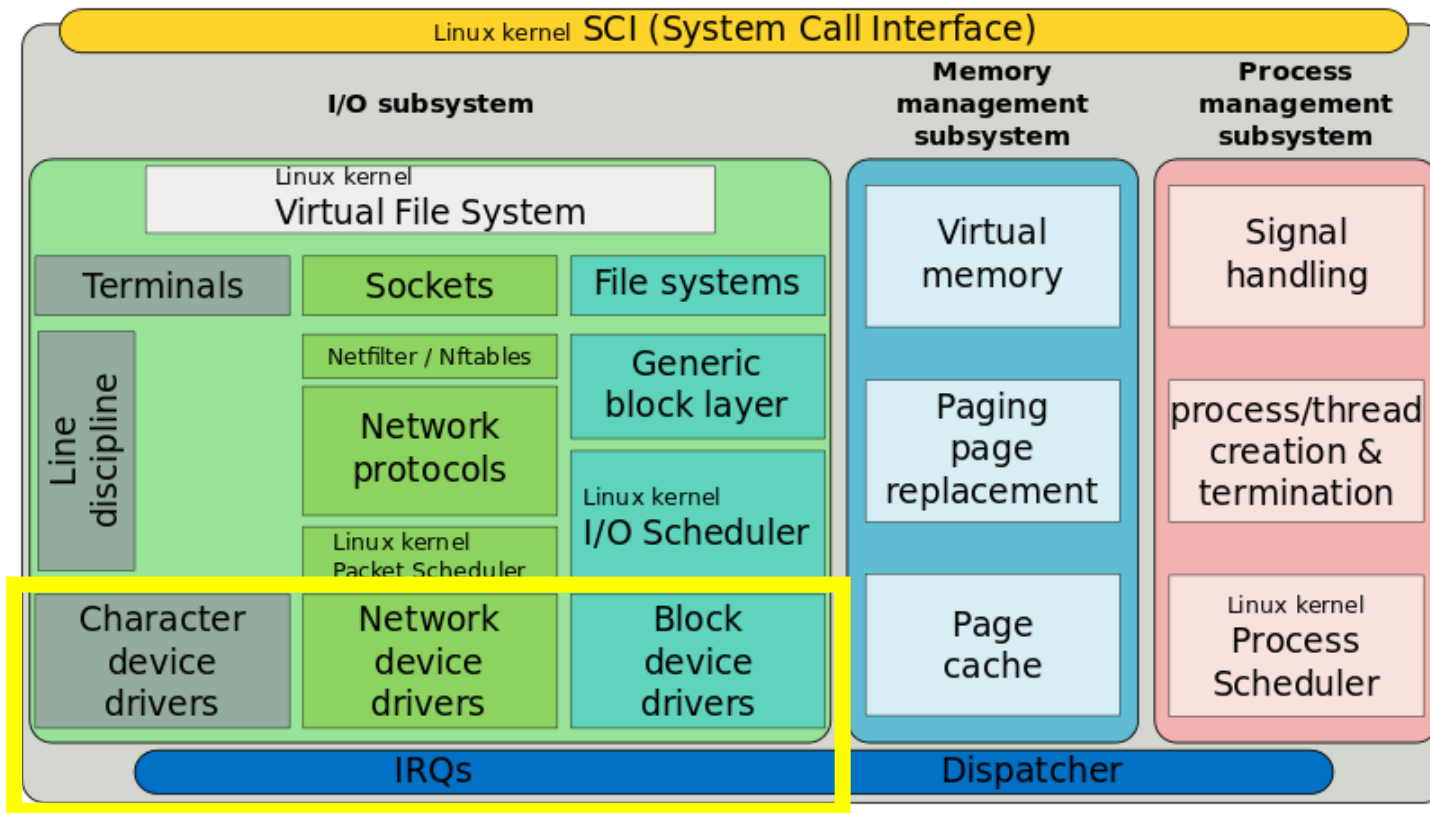 Linux kernel SCI (System Call Interface)
I/O subsystem
Memory
management
subsystem
Process
management
subsystem
Linux kernel
Virtual File System
Terminals
Sockets
File systems
Line
discipline
Netfilter / Nftables
Network
protocols
Linux kernel
Packet Scheduler
Generic
block layer
Linux kernel
I/O Scheduler
Character
device
drivers
Network
device
drivers
Block
device
drivers
Virtual
memory
Paging
page
replacement
Page
cache
Signal
handling
process/thread
creation &
termination
Linux kernel
Process
Scheduler
IRQs
Dispatcher